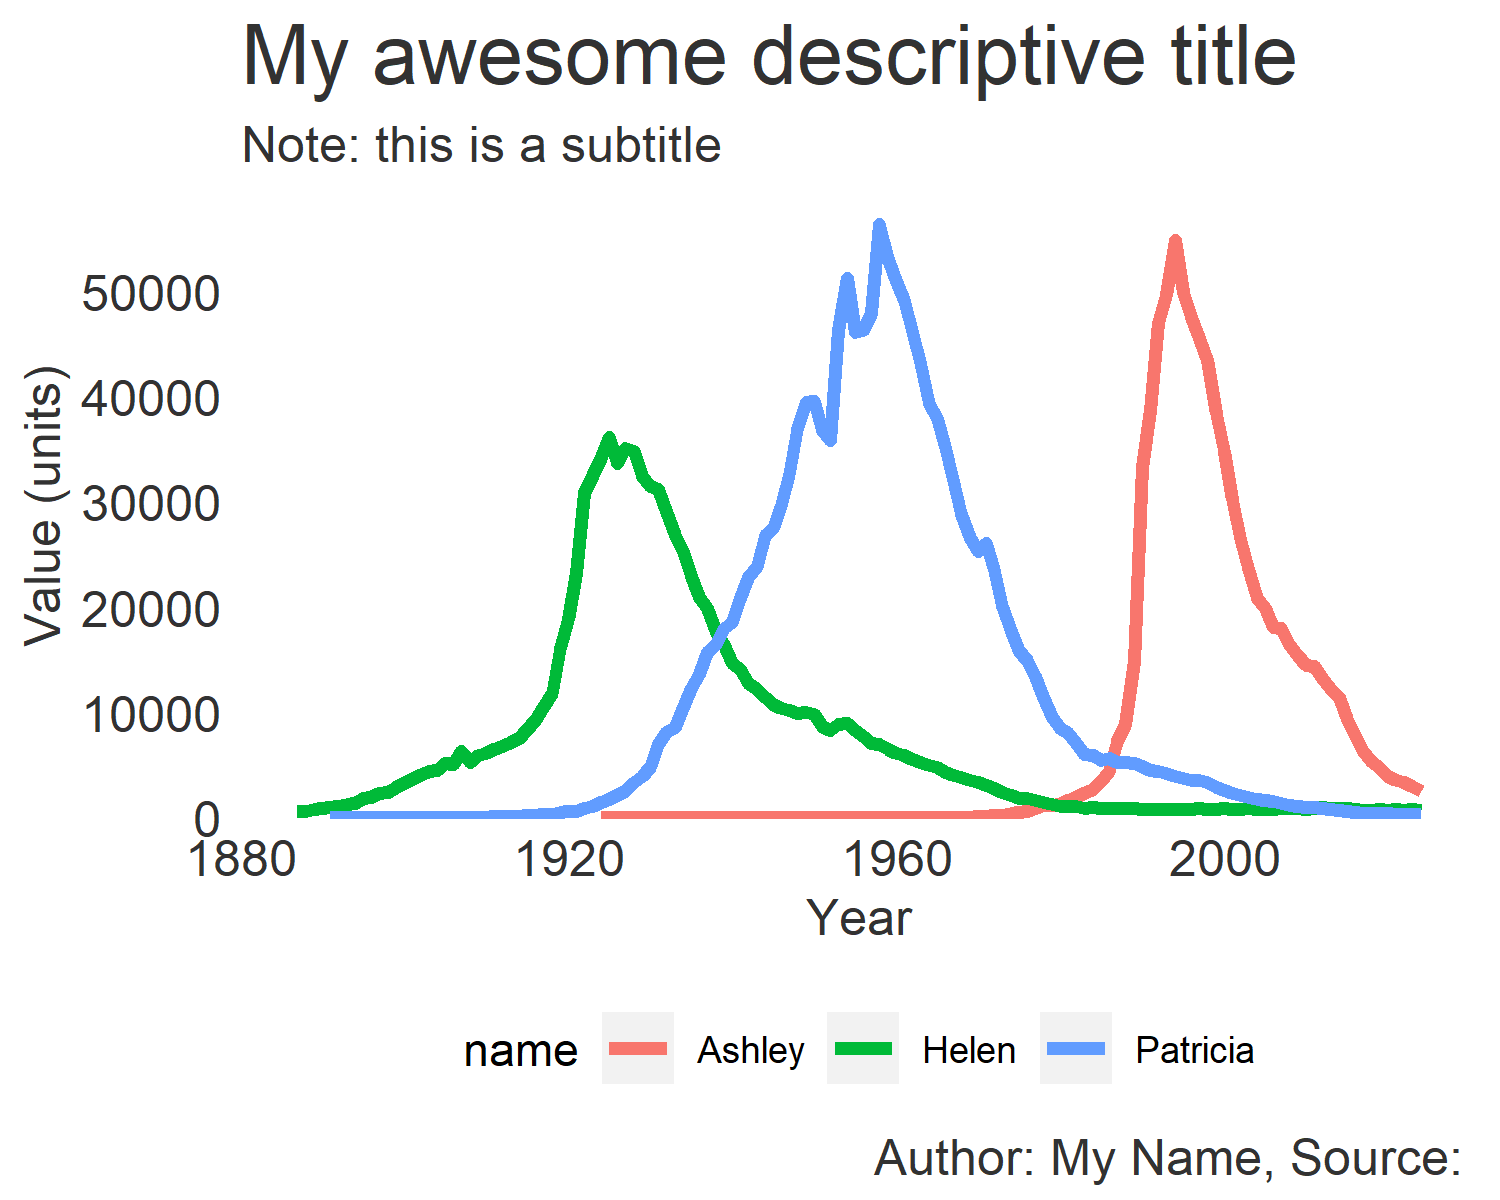 My awesome descriptive title
Note: this is a subtitle
Value (units)
50000
40000
30000
20000
10000
0
1880 1920 1960 2000
Year
name Ashley Helen Patricia
Author: My Name, Source: